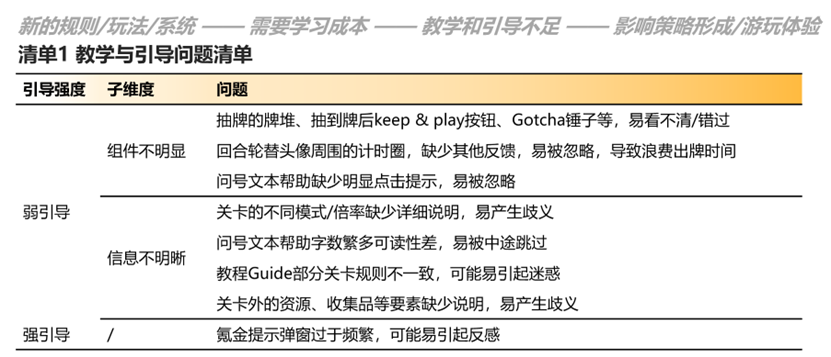 新的规则/玩法/系统 —— 需要学习成本 —— 教学和引导不足 —— 影响策略形成/游玩体验
清单1 教学与引导问题清单
引导强度 子维度 问题
抽牌的牌堆、抽到牌后keep & play按钮、Gotcha锤子等，易看不清/错过
组件不明显 回合轮替头像周围的计时圈，缺少其他反馈，易被忽略，导致浪费出牌时间
问号文本帮助缺少明显点击提示，易被忽略
弱引导 关卡的不同模式/倍率缺少详细说明，易产生歧义
问号文本帮助字数繁多可读性差，易被中途跳过
信息不明晰
教程Guide部分关卡规则不一致，可能易引起迷惑
关卡外的资源、收集品等要素缺少说明，易产生歧义
强引导 / 氪金提示弹窗过于频繁，可能易引起反感